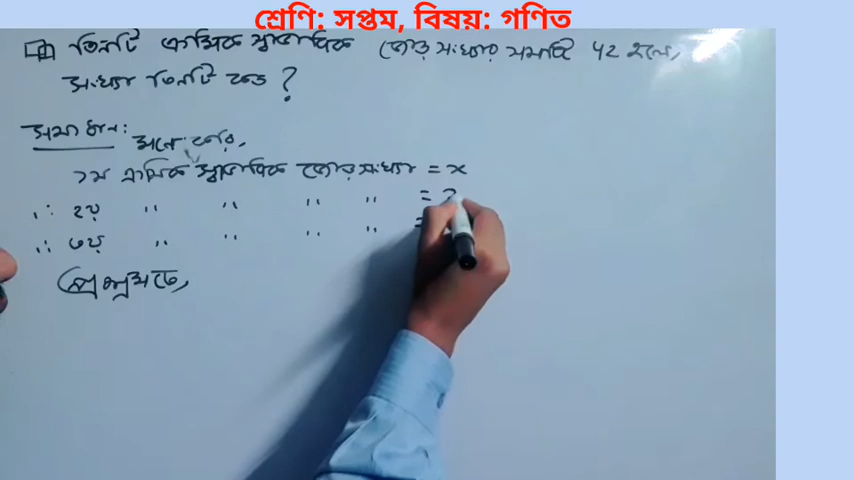 শ্রেণি: সপ্তম, বিষয়: গণিত
তিনটি ক্রমিক স্বাভাবিক জোড় সংখ্যার সমষ্টি 42 হলে,
সংখ্যা তিনটি কত ?
সমাধান:
মনে করি,
১ম ক্রমিক স্বাভাবিক জোড় সংখ্যা = x
∴ ২য় " " " " =
∴ ৩য় " " " " =
প্রশ্নমতে,